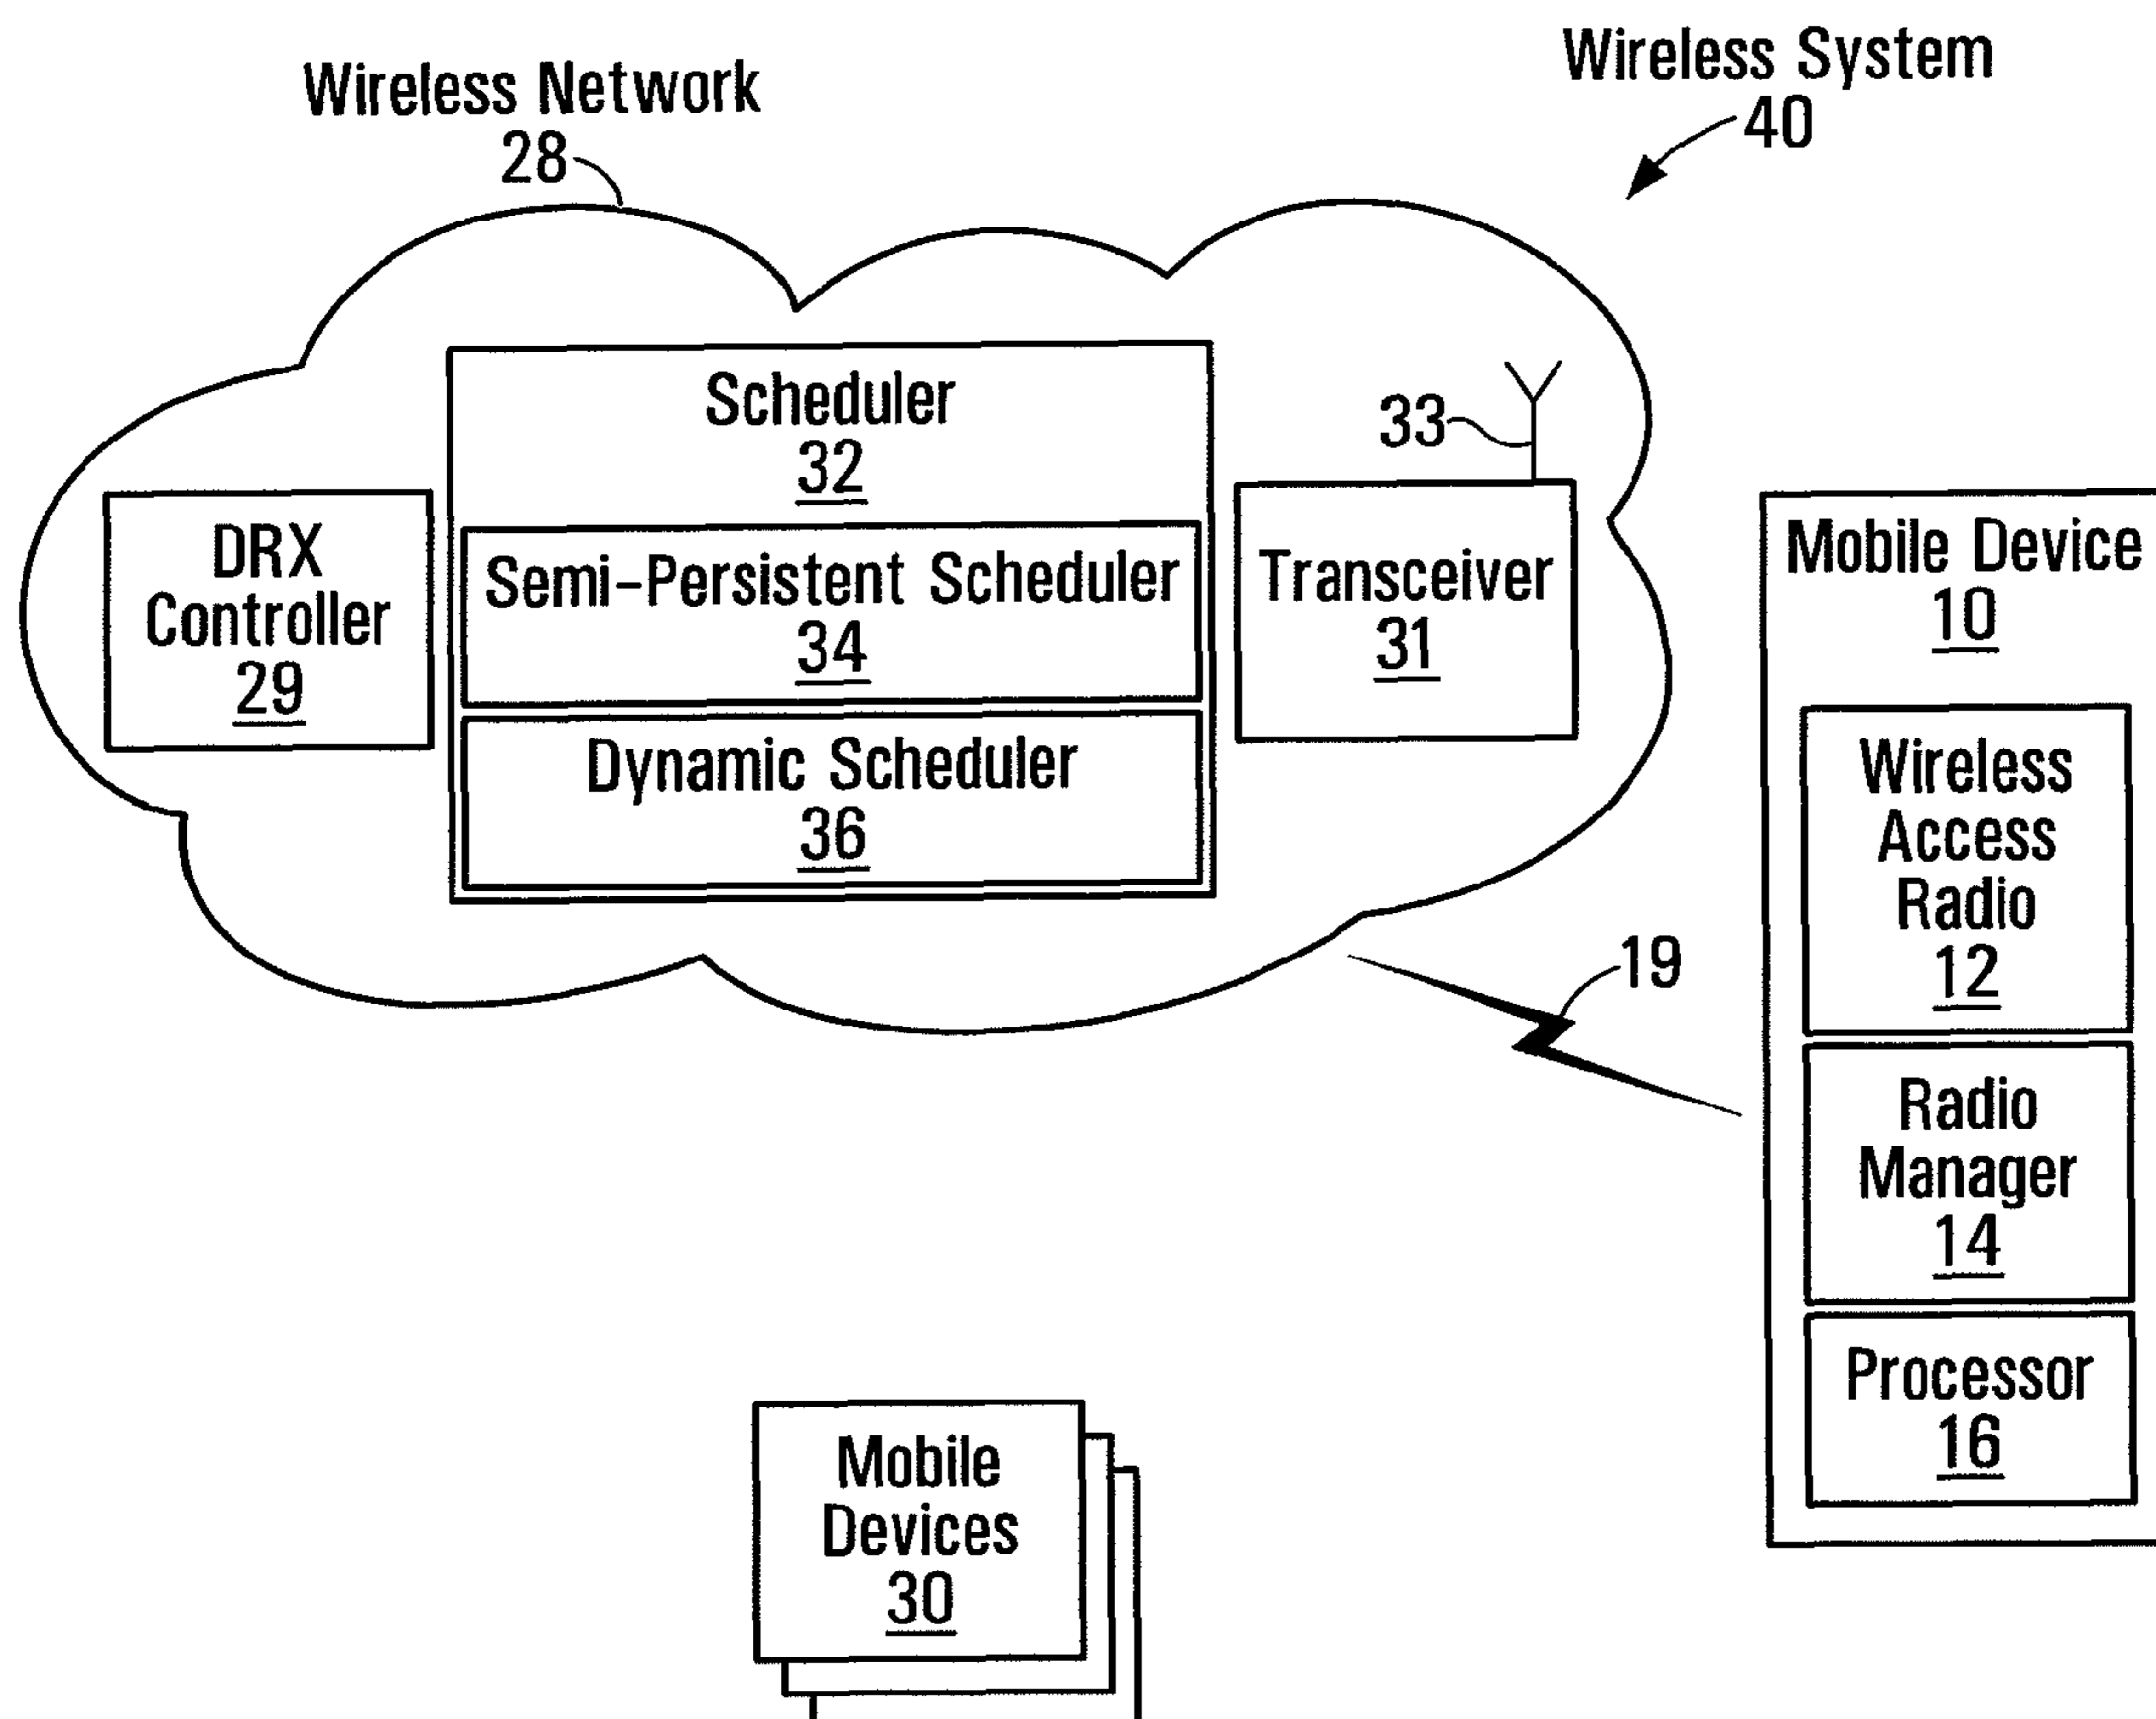 Wireless Network
28
Wireless System
40
Scheduler
32
33
DRX
Controller
29
Semi-Persistent Scheduler
34
Transceiver
31
Dynamic Scheduler
36
Mobile Device
10
Wireless
Access
Radio
12
19
Radio
Manager
14
Processor
16
Mobile
Devices
30